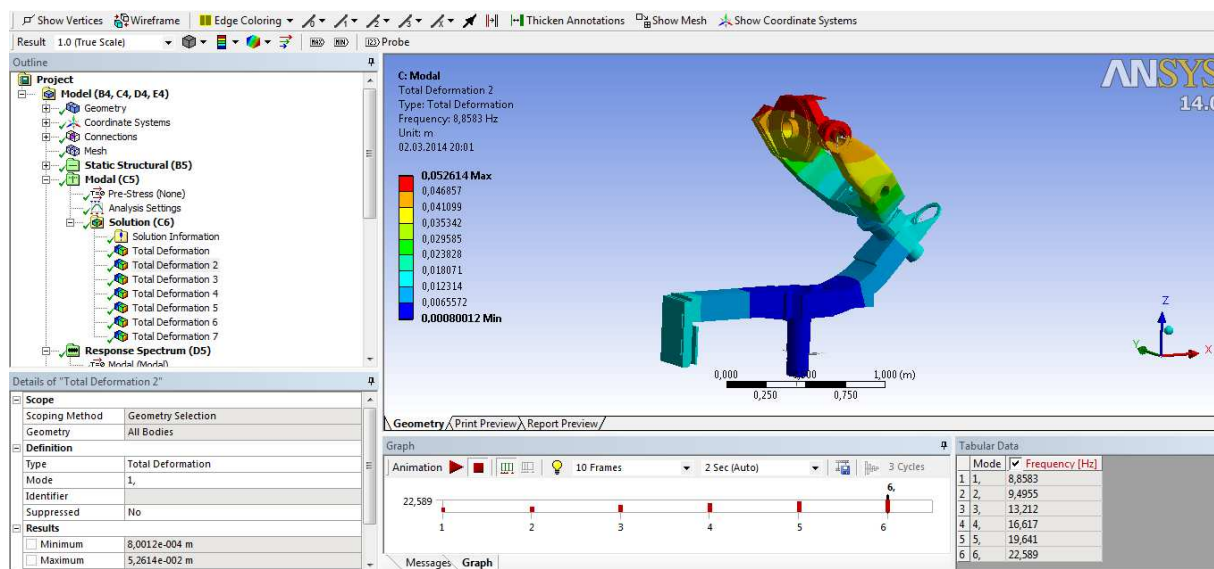 Show Vertices Wireframe Edge Coloring Thicken Annotations Show Mesh Show Coordinate Systems
Result 1.0 (True Scale) MAX MIN Probe
Outline
Project
Model (B4, C4, D4, E4)
Geometry
Coordinate Systems
Connections
Mesh
Static Structural (B5)
Modal (C5)
Pre-Stress (None)
Analysis Settings
Solution (C6)
Solution Information
Total Deformation
Total Deformation 2
Total Deformation 3
Total Deformation 4
Total Deformation 5
Total Deformation 6
Total Deformation 7
Response Spectrum (D5)
Modal (Modal)
C: Modal
Total Deformation 2
Type: Total Deformation
Frequency: 8,8583 Hz
Unit: m
02.03.2014 20:01
0,052614 Max
0,046857
0,041099
0,035342
0,029585
0,023828
0,018071
0,012314
0,0065572
0,00080012 Min
ANSYS
14.0
Z
Y
X
0,000 1,000 (m)
0,250 0,750
Geometry Print Preview Report Preview
Details of "Total Deformation 2"
Scope
Scoping Method Geometry Selection
Geometry All Bodies
Definition
Type Total Deformation
Mode 1,
Identifier
Suppressed No
Results
Minimum 8,0012e-004 m
Maximum 5,2614e-002 m
Graph
Animation 10 Frames 2 Sec (Auto) 3 Cycles
6,
22,589
1 2 3 4 5 6
Messages Graph
Tabular Data
Mode Frequency [Hz]
1 1, 8,8583
2 2, 9,4955
3 3, 13,212
4 4, 16,617
5 5, 19,641
6 6, 22,589